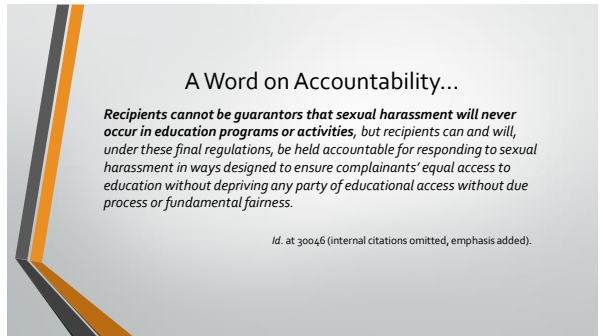 A Word on Accountability…
Recipients cannot be guarantors that sexual harassment will never
occur in education programs or activities, but recipients can and will,
under these final regulations, be held accountable for responding to sexual
harassment in ways designed to ensure complainants’ equal access to
education without depriving any party of educational access without due
process or fundamental fairness.
Id. at 30046 (internal citations omitted, emphasis added).